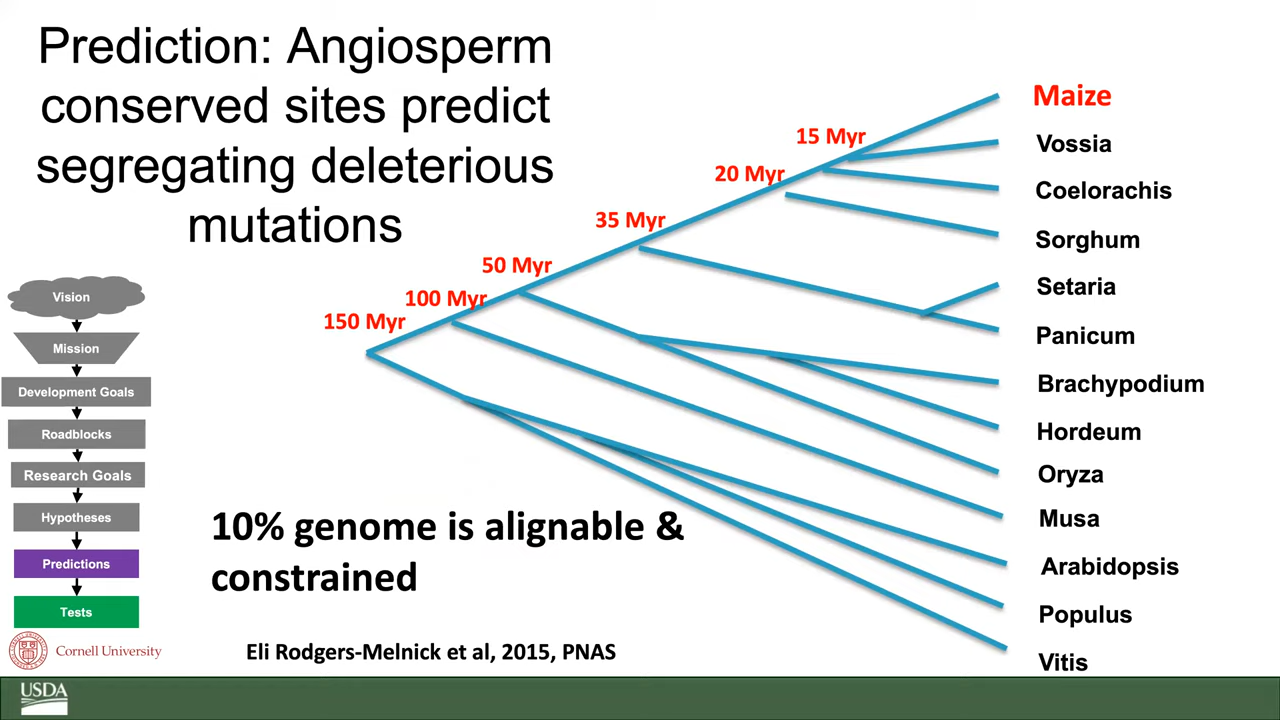 Prediction: Angiosperm
conserved sites predict
segregating deleterious
mutations
Vision
Mission
Development Goals
Roadblocks
Research Goals
Hypotheses
Predictions
Tests
Cornell University
USDA
15 Myr
20 Myr
35 Myr
50 Myr
100 Myr
150 Myr
Maize
Vossia
Coelorachis
Sorghum
Setaria
Panicum
Brachypodium
Hordeum
Oryza
Musa
Arabidopsis
Populus
Vitis
10% genome is alignable &
constrained
Eli Rodgers-Melnick et al, 2015, PNAS